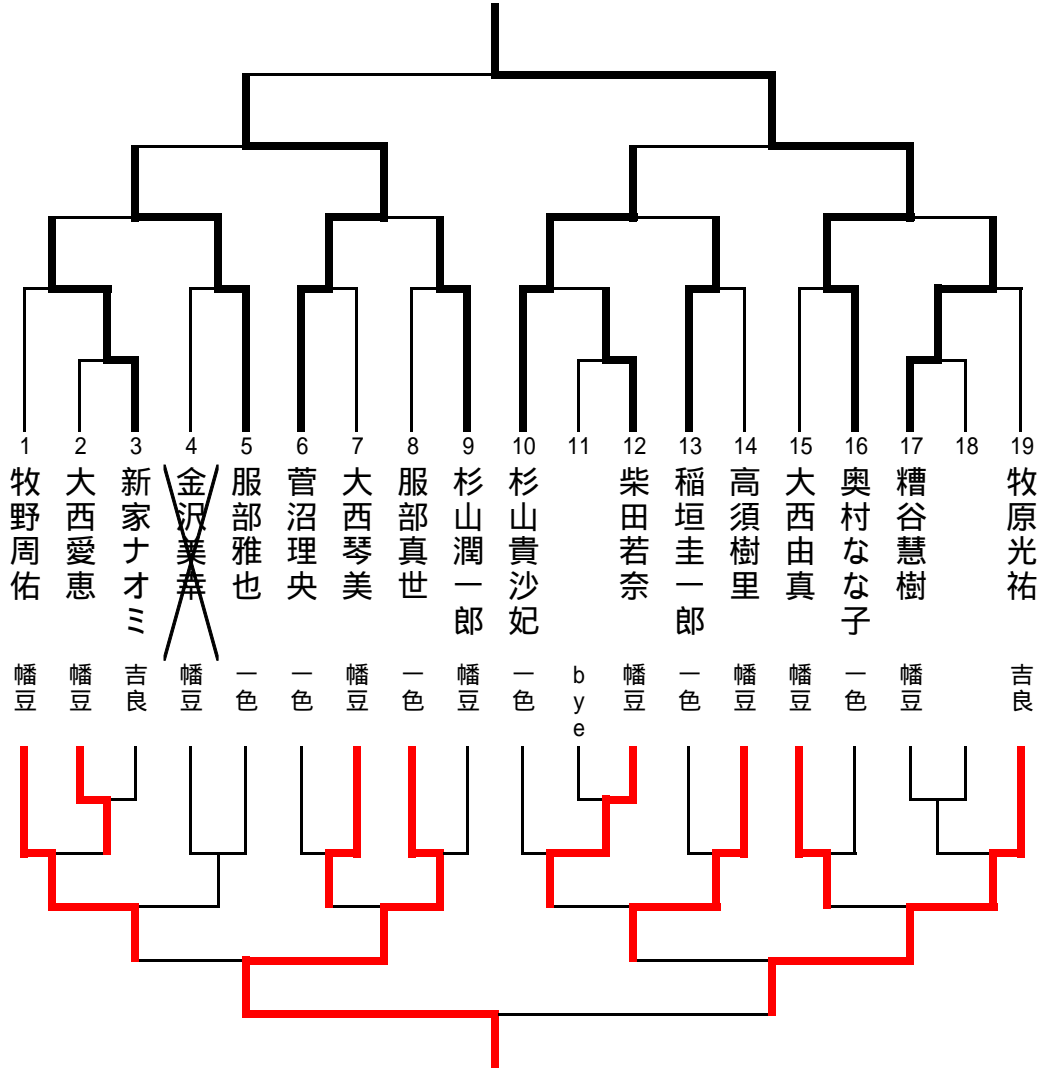 1
2
3
4
5
6
7
8
9
10
11
12
13
14
15
16
17
18
19
牧野周佑
大西愛恵
新家ナオミ
金沢美幸
服部雅也
菅沼理央
大西琴美
服部真世
杉山潤一郎
杉山貴沙妃
柴田若奈
稲垣圭一郎
高須樹里
大西由真
奥村なな子
糟谷慧樹
牧原光祐
幡豆
幡豆
吉良
幡豆
一色
一色
幡豆
一色
幡豆
一色
bye
幡豆
一色
幡豆
幡豆
一色
幡豆
吉良